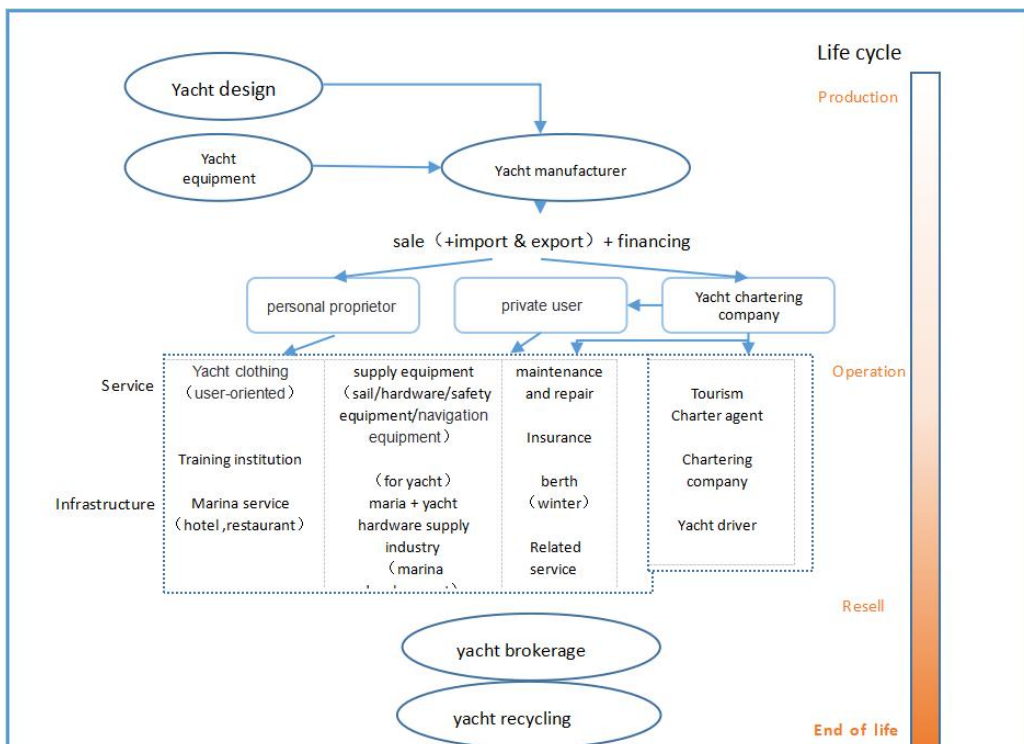 Life cycle
Yacht design
Production
Yacht
equipment
Yacht manufacturer
sale（+import & export）+ financing
personal proprietor
private user
Yacht chartering
company
Service
Infrastructure
Yacht clothing
（user-oriented）
Training institution
Marina service
（hotel ,restaurant）
supply equipment
（sail/hardware/safety
equipment/navigation
equipment）
（for yacht）
maria + yacht
hardware supply
industry
（marina
maintenance
and repair
Insurance
berth
（winter）
Related
service
Tourism
Charter agent
Chartering
company
Yacht driver
Operation
Resell
yacht brokerage
yacht recycling
End of life